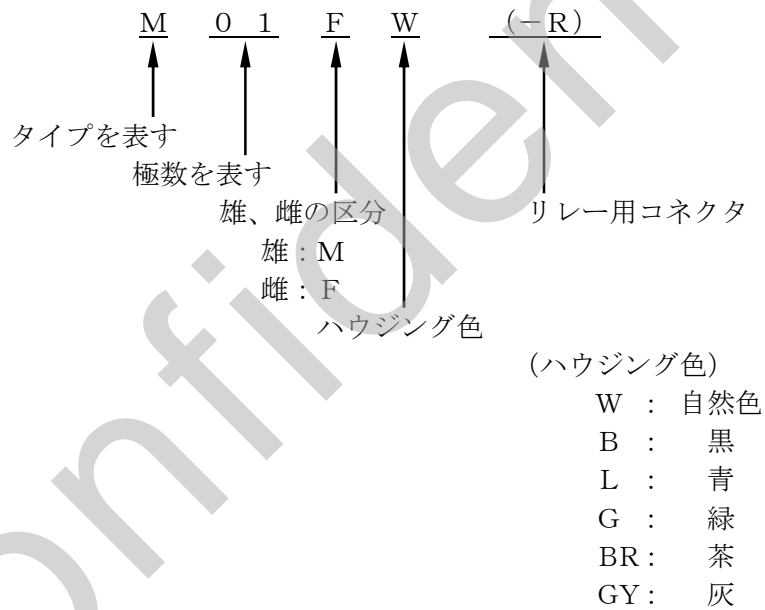 M 01 F W (－R)
タイプを表す
極数を表す
雄、雌の区分 リレー用コネクタ
雄：M
雌：F
ハウジング色
(ハウジング色)
W : 自然色
B : 黒
L : 青
G : 緑
BR : 茶
GY : 灰
onfiden